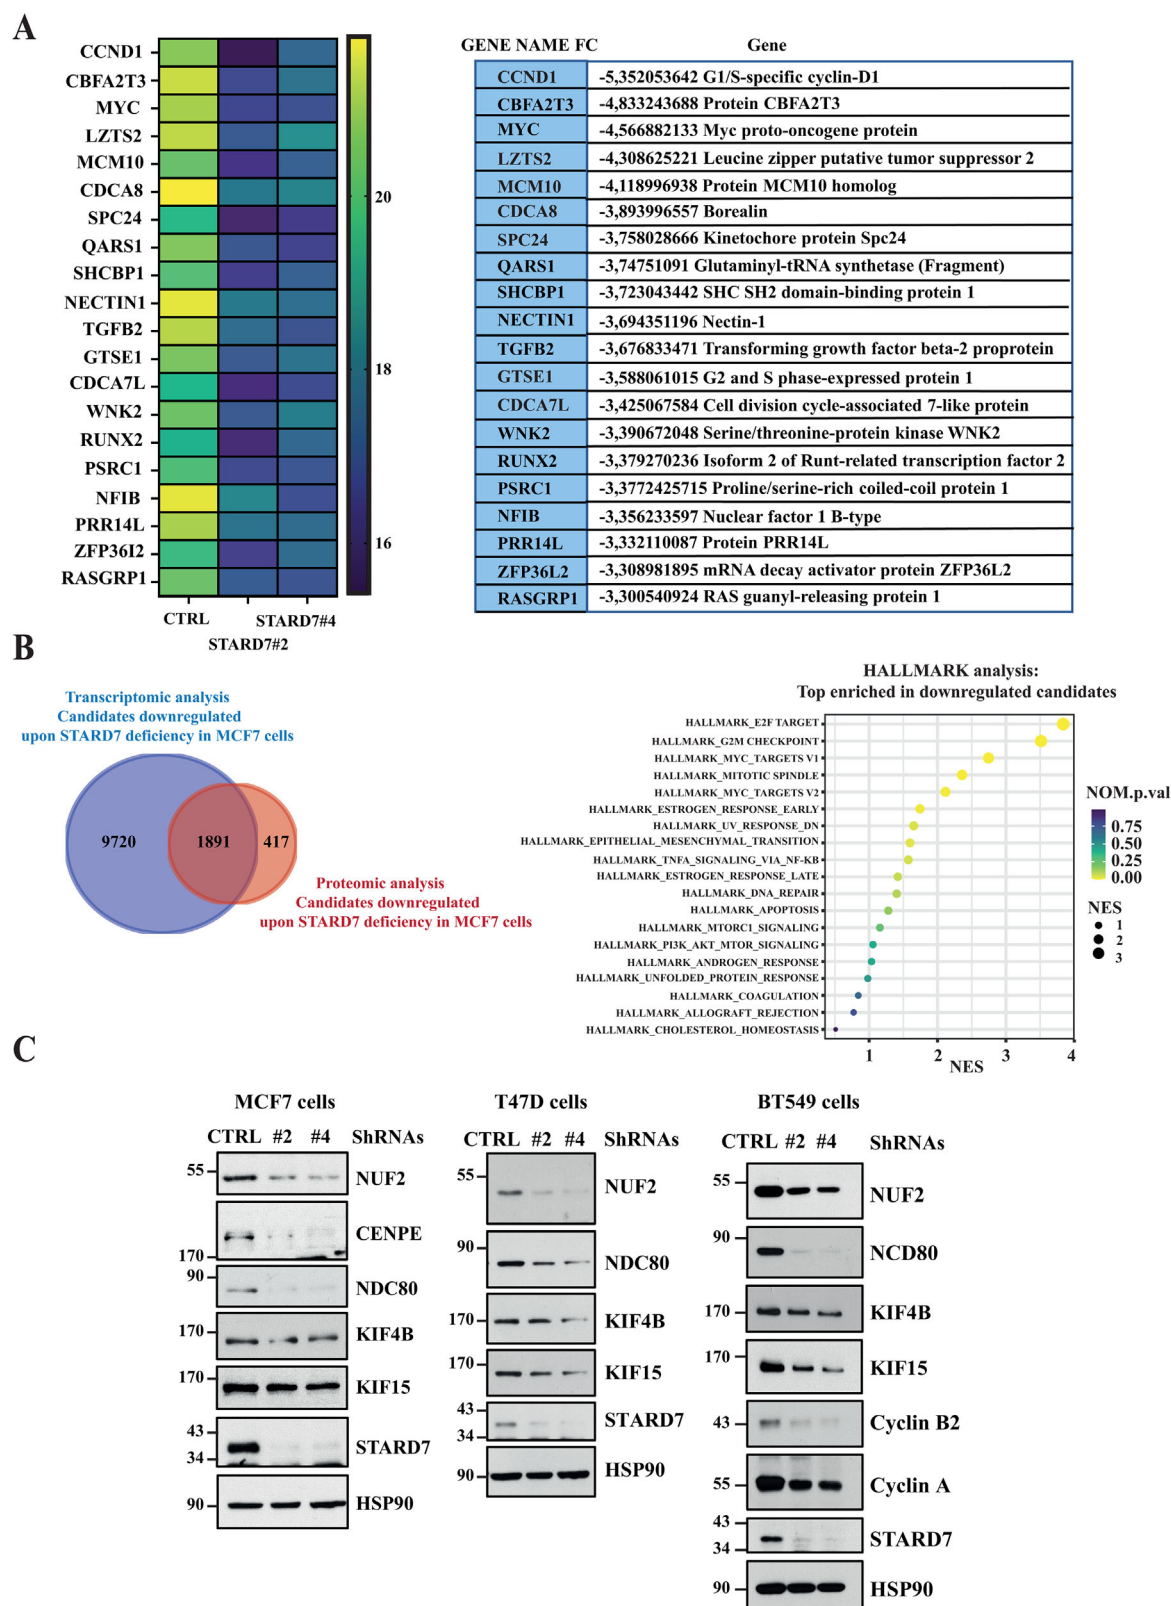 A
CCND1
CBFA2T3
MYC
LZTS2
MCM10
CDCA8
SPC24
QARS1
SHCBP1
NECTIN1
TGFB2
GTSE1
CDCA7L
WNK2
RUNX2
PSRC1
NFIB
PRR14L
ZFP36I2
RASGRP1
CTRL
STARD7#2
STARD7#4
20
18
16
GENE NAME FC Gene
CCND1 -5,352053642 G1/S-specific cyclin-D1
CBFA2T3 -4,833243688 Protein CBFA2T3
MYC -4,566882133 Myc proto-oncogene protein
LZTS2 -4,308625221 Leucine zipper putative tumor suppressor 2
MCM10 -4,118996938 Protein MCM10 homolog
CDCA8 -3,893996557 Borealin
SPC24 -3,758028666 Kinetochore protein Spc24
QARS1 -3,74751091 Glutaminyl-tRNA synthetase (Fragment)
SHCBP1 -3,723043442 SHC SH2 domain-binding protein 1
NECTIN1 -3,694351196 Nectin-1
TGFB2 -3,676833471 Transforming growth factor beta-2 proprotein
GTSE1 -3,588061015 G2 and S phase-expressed protein 1
CDCA7L -3,425067584 Cell division cycle-associated 7-like protein
WNK2 -3,390672048 Serine/threonine-protein kinase WNK2
RUNX2 -3,379270236 Isoform 2 of Runt-related transcription factor 2
PSRC1 -3,3772425715 Proline/serine-rich coiled-coil protein 1
NFIB -3,356233597 Nuclear factor 1 B-type
PRR14L -3,332110087 Protein PRR14L
ZFP36L2 -3,308981895 mRNA decay activator protein ZFP36L2
RASGRP1 -3,300540924 RAS guanyl-releasing protein 1
B
Transcriptomic analysis
Candidates downregulated
upon STARD7 deficiency in MCF7 cells
9720 1891 417
Proteomic analysis
Candidates downregulated
upon STARD7 deficiency in MCF7 cells
HALLMARK analysis:
Top enriched in downregulated candidates
HALLMARK_E2F TARGET
HALLMARK_G2M CHECKPOINT
HALLMARK_MYC_TARGETS V1
HALLMARK_MITOTIC SPINDLE
HALLMARK_MYC_TARGETS V2
HALLMARK_ESTROGEN_RESPONSE_EARLY
HALLMARK_UV_RESPONSE_DN
HALLMARK_EPITHELIAL_MESENCHYMAL_TRANSITION
HALLMARK_TNFA_SIGNALING_VIA_NF-KB
HALLMARK_ESTROGEN_RESPONSE_LATE
HALLMARK_DNA_REPAIR
HALLMARK_APOPTOSIS
HALLMARK_MTORC1_SIGNALING
HALLMARK_PI3K_AKT_MTOR_SIGNALING
HALLMARK_ANDROGEN_RESPONSE
HALLMARK_UNFOLDED_PROTEIN_RESPONSE
HALLMARK_COAGULATION
HALLMARK_ALLOGRAFT_REJECTION
HALLMARK_CHOLESTEROL_HOMEOSTASIS
1 2 3 4
NES
NOM.p.val
0.75
0.50
0.25
0.00
NES
1
2
3
C
MCF7 cells
CTRL #2 #4 ShRNAs
55 NUF2
CENPE
170
90
NDC80
170
KIF4B
170
KIF15
43
STARD7
34
90 HSP90
T47D cells
CTRL #2 #4 ShRNAs
55
NUF2
90
NDC80
170 KIF4B
170
KIF15
43
STARD7
34
90 HSP90
BT549 cells
CTRL #2 #4 ShRNAs
55
NUF2
90
NCD80
170 KIF4B
170
KIF15
43 Cyclin B2
55 Cyclin A
43
STARD7
34
90 HSP90